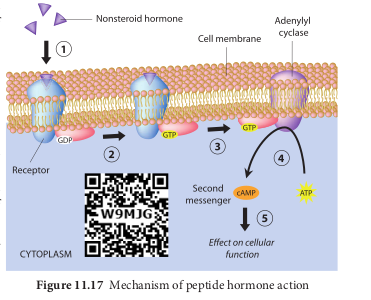 Nonsteroid hormone
Adenylyl
cyclase
Cell membrane
1
GDP
GTP
GTP
2
3
4
Receptor
W9MJG
Second
messenger
cAMP
ATP
5
Effect on cellular
function
CYTOPLASM
Figure 11.17 Mechanism of peptide hormone action